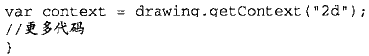 var context = drawing.getContext("2d");
//更多代码
}